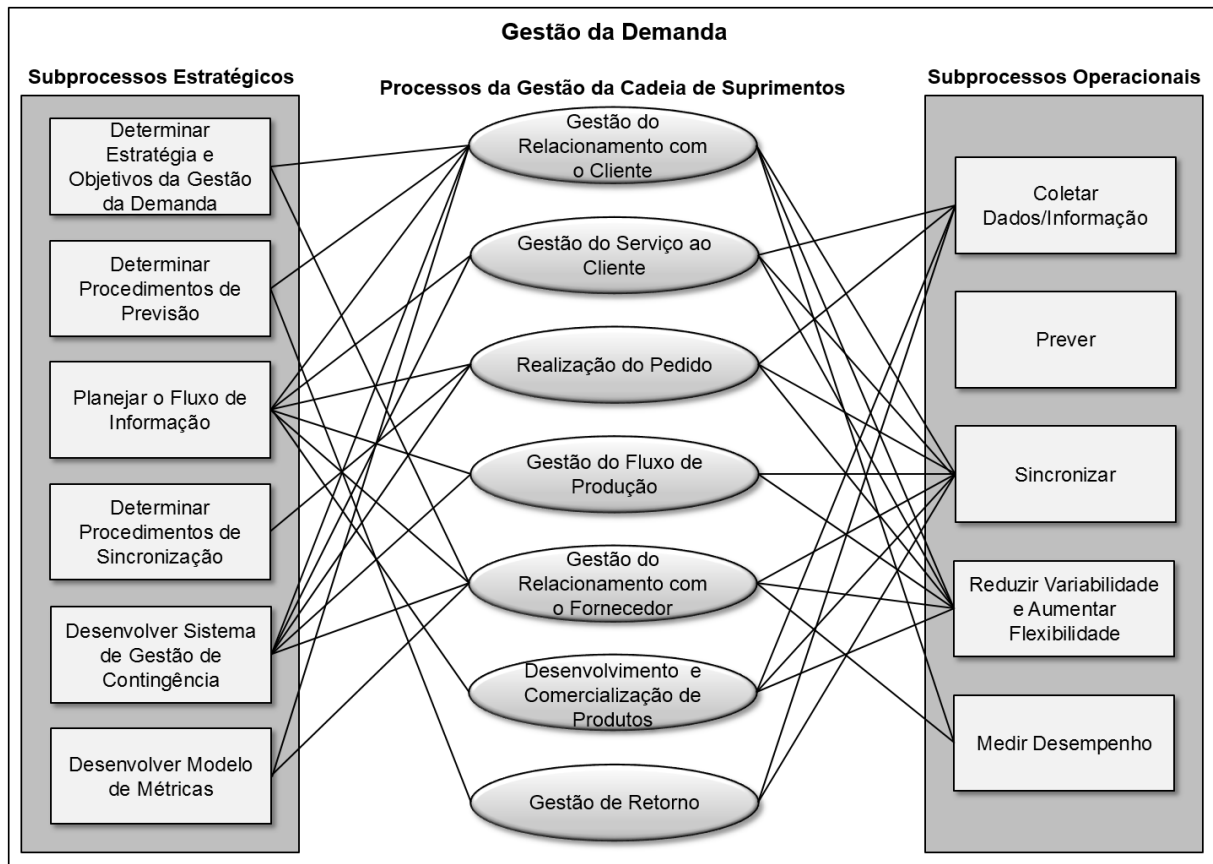 Gestão da Demanda
Subprocessos Estratégicos
Determinar
Estratégia e
Objetivos da Gestão
da Demanda
Determinar
Procedimentos de
Previsão
Planejar o Fluxo de
Informação
Determinar
Procedimentos de
Sincronização
Desenvolver Sistema
de Gestão de
Contingência
Desenvolver Modelo
de Métricas
Processos da Gestão da Cadeia de Suprimentos
Gestão do
Relacionamento com
o Cliente
Gestão do Serviço ao
Cliente
Realização do Pedido
Gestão do Fluxo de
Produção
Gestão do
Relacionamento com
o Fornecedor
Desenvolvimento e
Comercialização de
Produtos
Gestão de Retorno
Subprocessos Operacionais
Coletar
Dados/Informação
Prever
Sincronizar
Reduzir Variabilidade
e Aumentar
Flexibilidade
Medir Desempenho